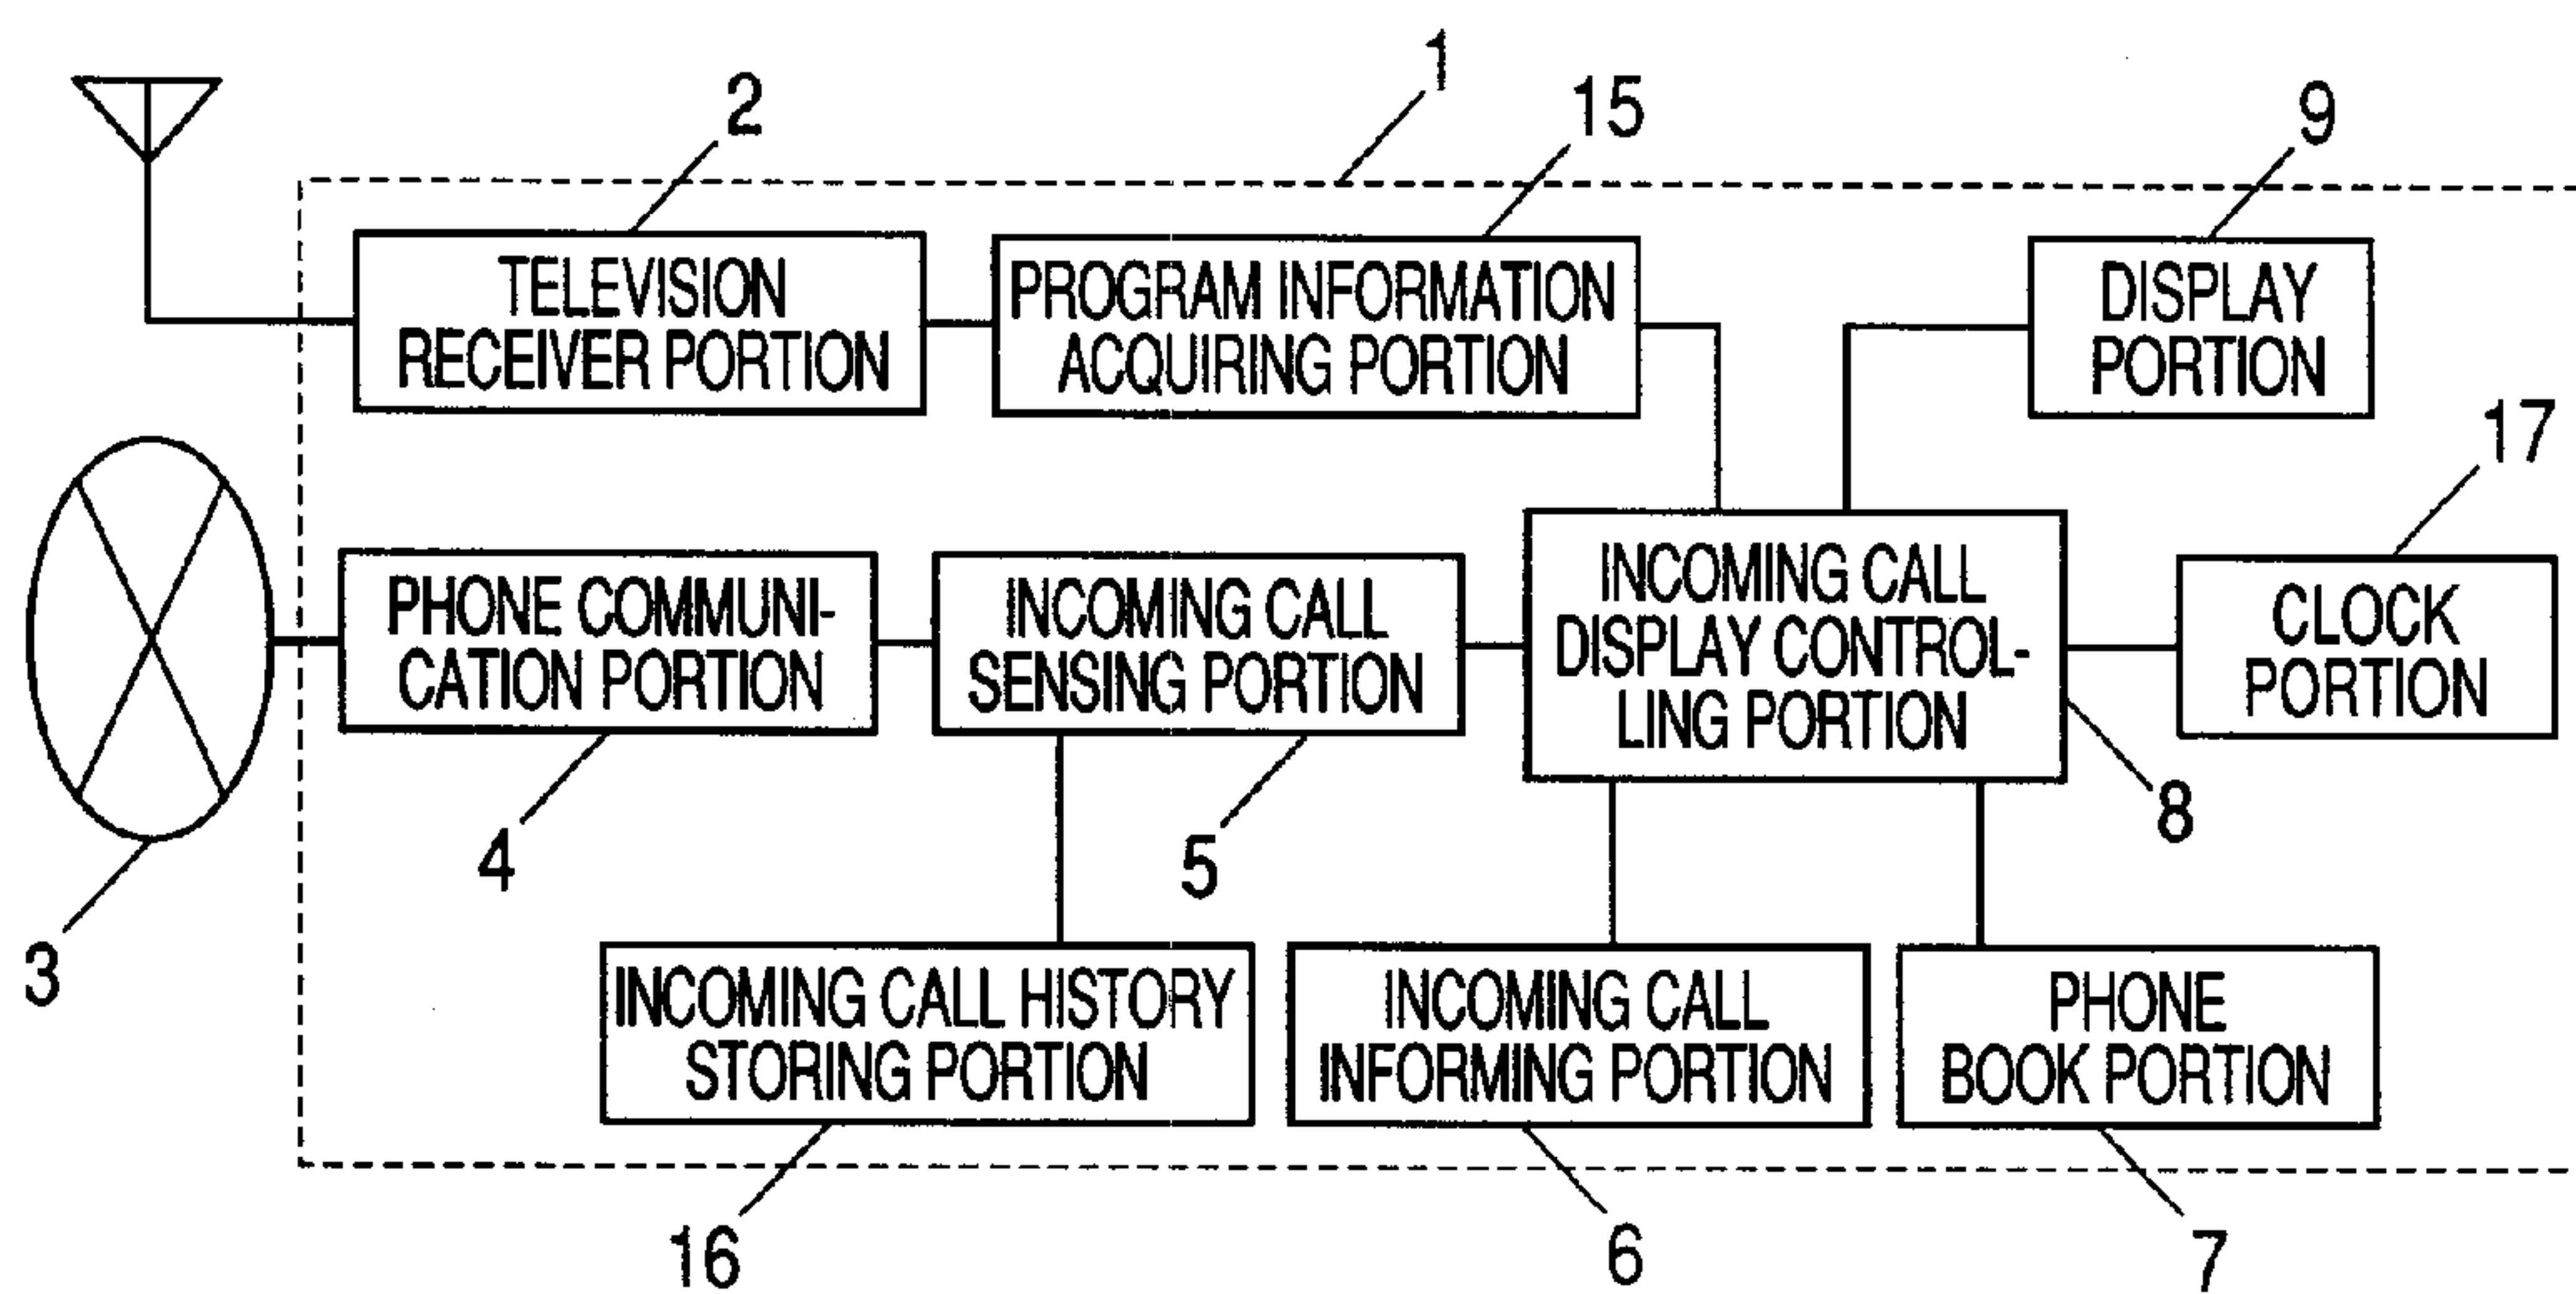 1
2
15
9
TELEVISION
RECEIVER PORTION
PROGRAM INFORMATION
ACQUIRING PORTION
DISPLAY
PORTION
17
PHONE COMMUNI-
CATION PORTION
INCOMING CALL
SENSING PORTION
INCOMING CALL
DISPLAY CONTROL-
LING PORTION
CLOCK
PORTION
8
4
5
3
INCOMING CALL HISTORY
STORING PORTION
INCOMING CALL
INFORMING PORTION
PHONE
BOOK PORTION
16
6
7